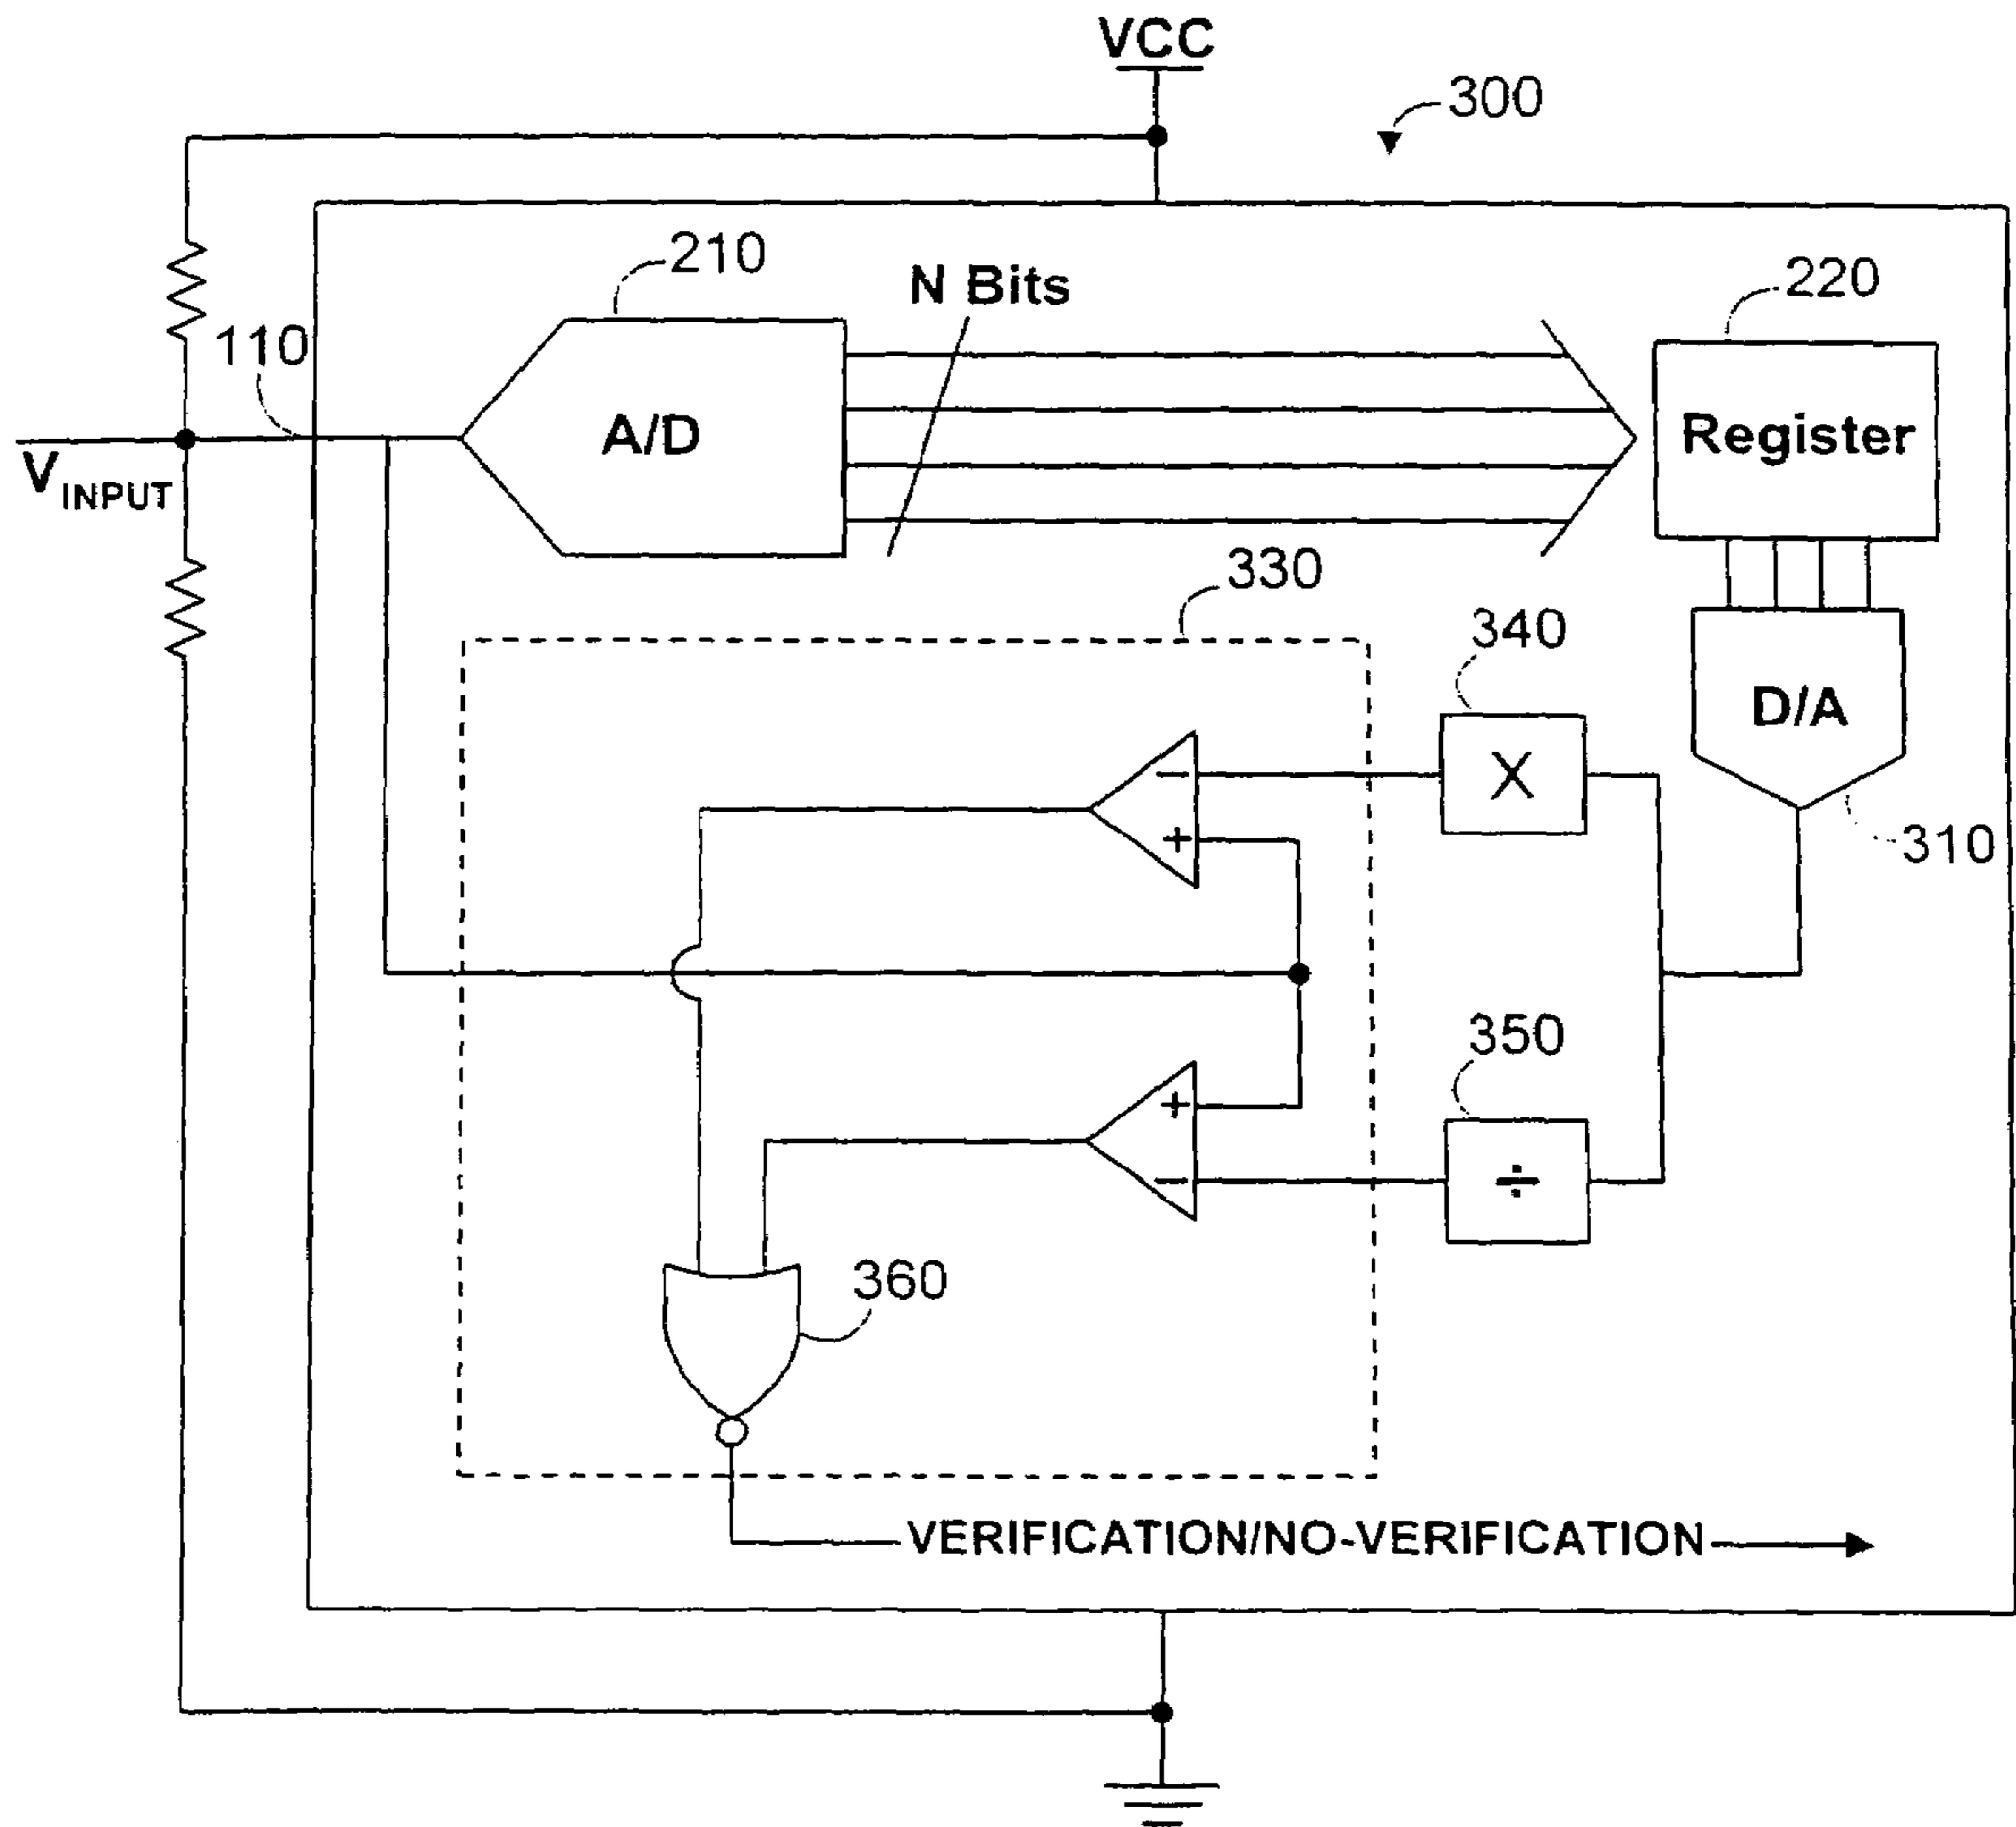 VCC
300
210
N Bits
220
110
A/D
Register
VINPUT
330
340
D/A
X
−
+
310
350
+
−
÷
360
VERIFICATION/NO-VERIFICATION